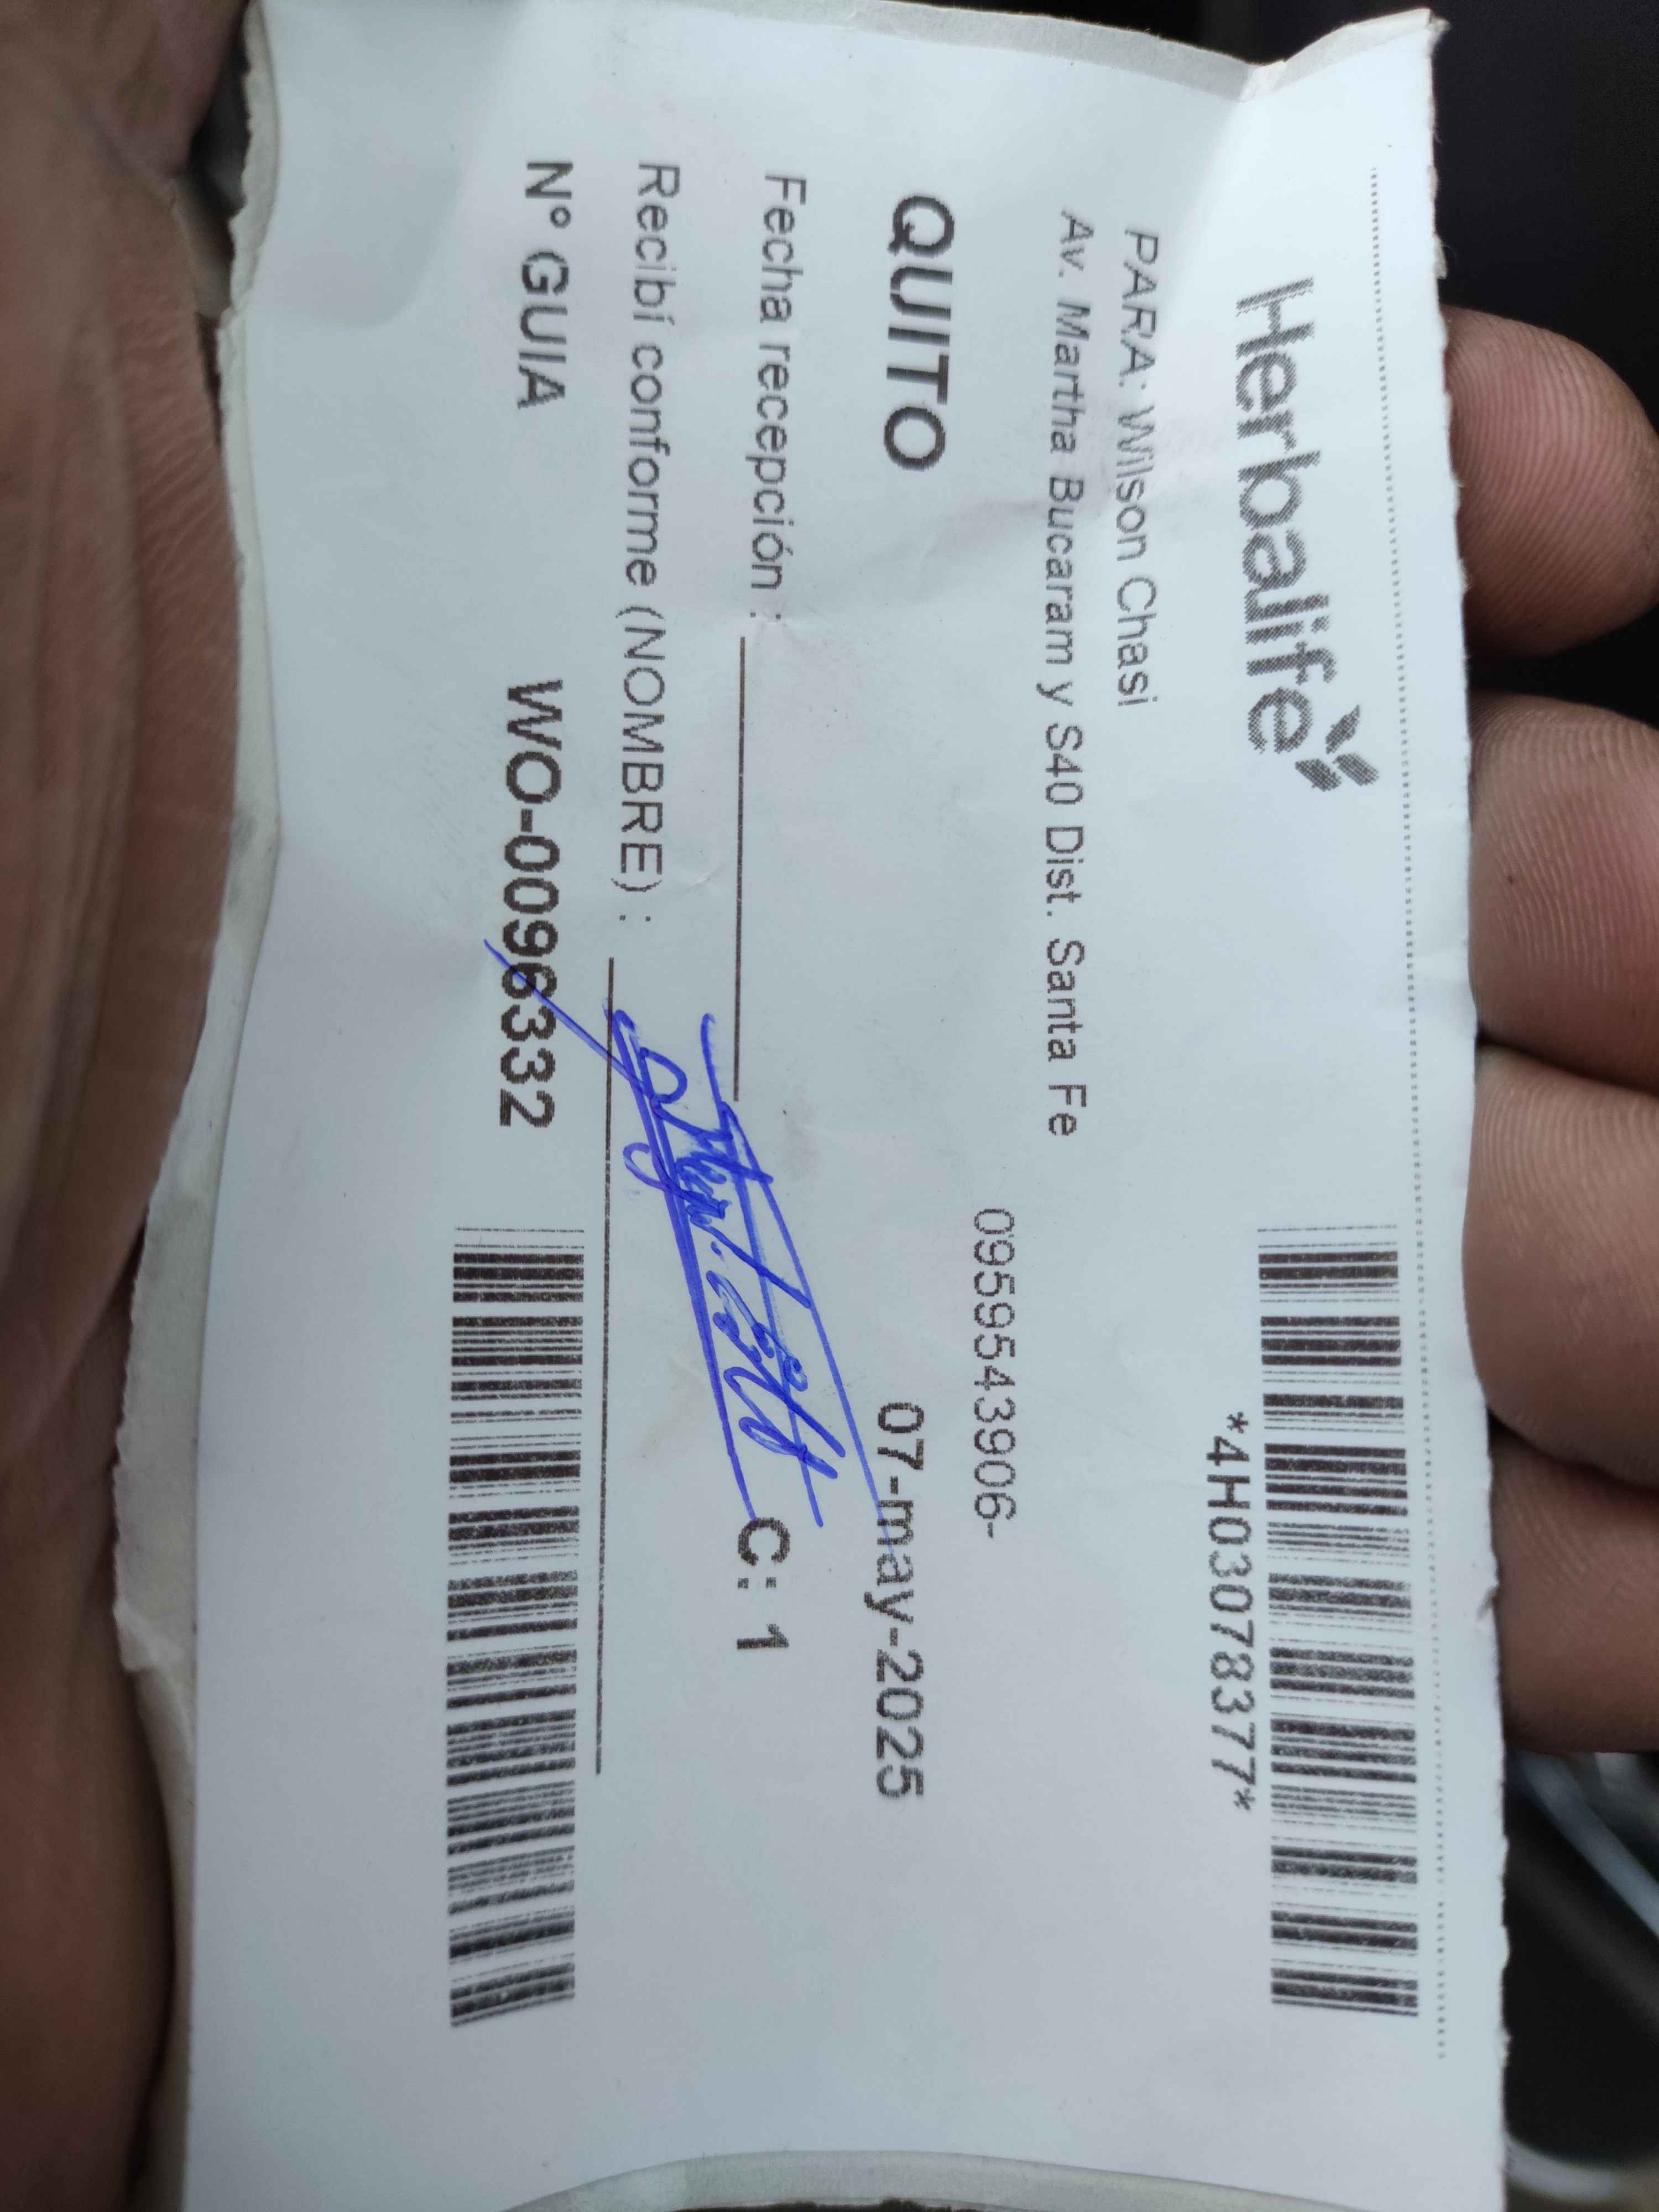 Herbalife
*4H03078377*
PARA: Wilson Chasi
Av. Martha Bucaram y S40 Dist. Santa Fe
0959543906-
QUITO 07-may-2025
Fecha recepción : C: 1
Recibí conforme (NOMBRE) :
Nº GUIA WO-0096332